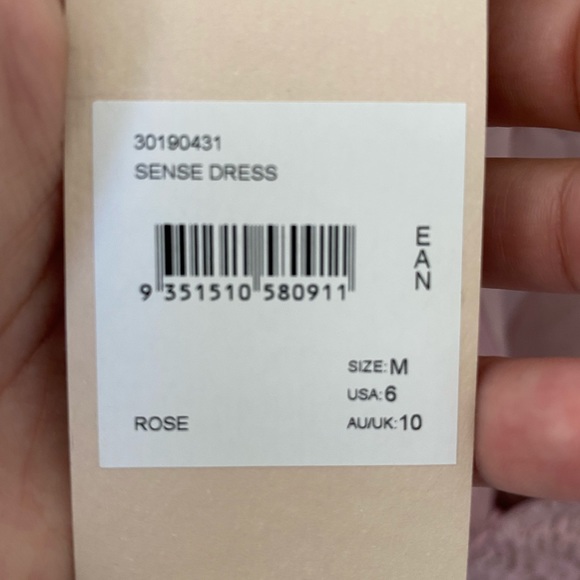 30190431
SENSE DRESS
9 351510 580911
EAN
SIZE: M
USA: 6
ROSE
AU/UK: 10